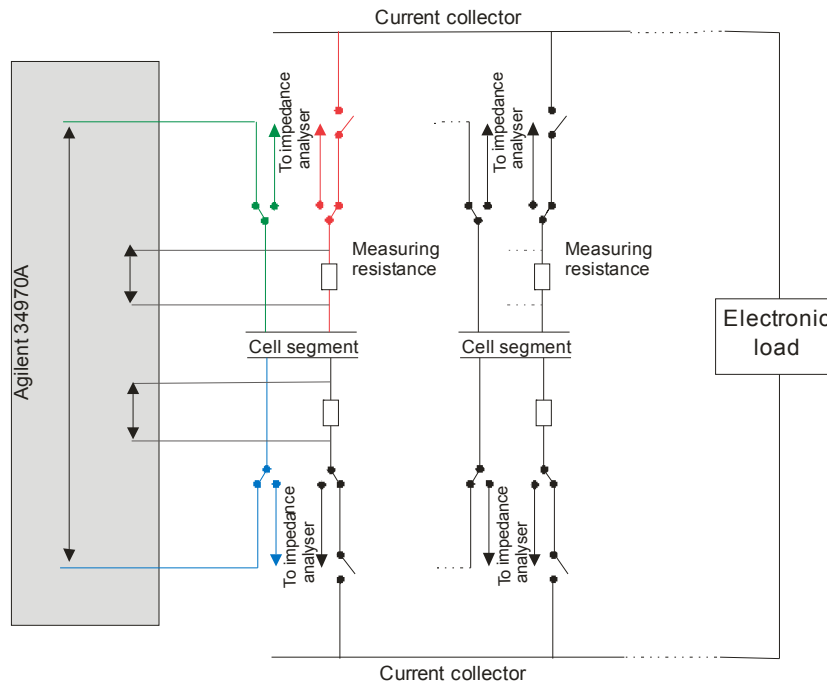 Current collector
To impedance
analyser
To impedance
analyser
Measuring
resistance
Measuring
resistance
Agilent 34970A
Electronic
load
Cell segment
Cell segment
To impedance
analyser
To impedance
analyser
Current collector